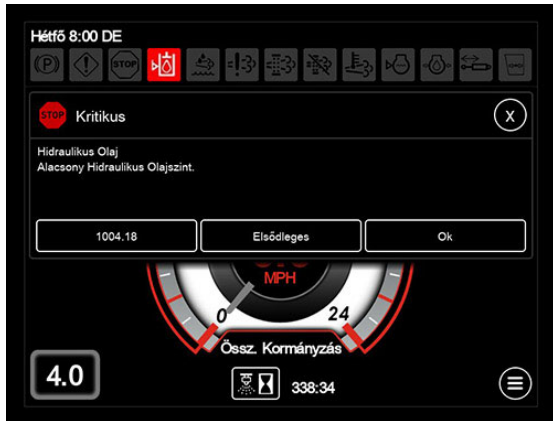 Hétfő 8:00 DE
(P) STOP
STOP Kritikus X
Hidraulikus Olaj
Alacsony Hidraulikus Olajszint.
1004.18 Elsődleges Ok
MPH
0 24
Össz. Kormányzás
4.0 338:34